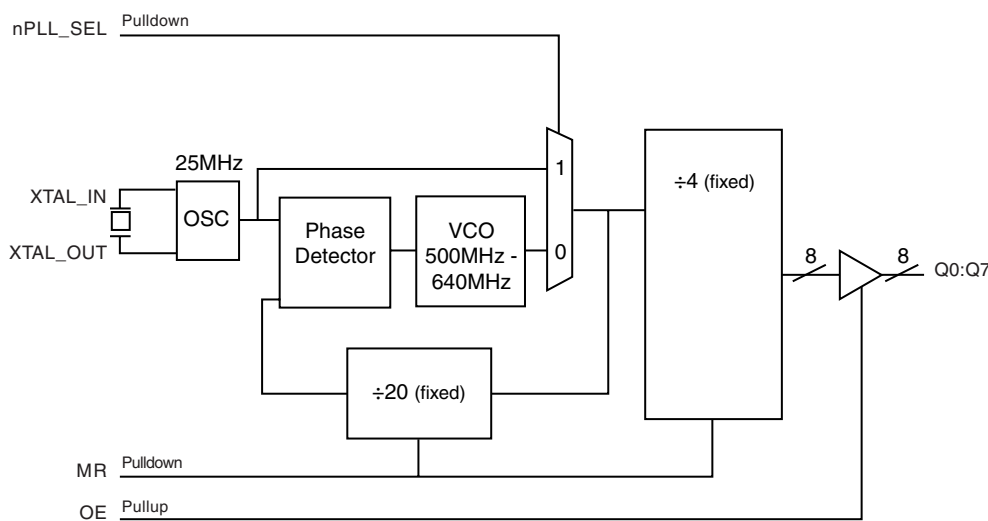 nPLL_SEL Pulldown
25MHz
XTAL_IN
OSC
XTAL_OUT
Phase
Detector
VCO
500MHz -
640MHz
1
0
÷4 (fixed)
8
8
Q0:Q7
÷20 (fixed)
MR Pulldown
OE Pullup